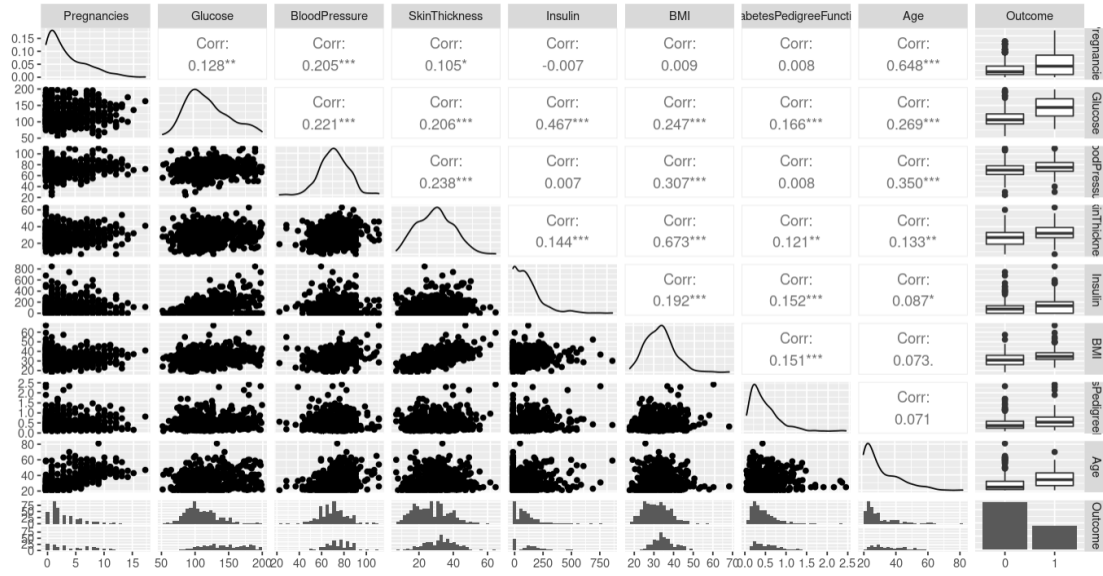 Pregnancies Glucose BloodPressure SkinThickness Insulin BMI abetesPedigreeFuncti Age Outcome
Corr: Corr: Corr: Corr: Corr: Corr: Corr:
0.128** 0.205*** 0.105* -0.007 0.009 0.008 0.648***
0.15
0.10
0.05
0.00
regnancie
Corr: Corr: Corr: Corr: Corr: Corr:
0.221*** 0.206*** 0.467*** 0.247*** 0.166*** 0.269***
200
150
100
50
Glucose
Corr: Corr: Corr: Corr: Corr:
0.238*** 0.007 0.307*** 0.008 0.350***
100
80
60
40
20
oodPressu
Corr: Corr: Corr: Corr:
0.144*** 0.673*** 0.121** 0.133**
60
40
20
kinThickne
Corr: Corr: Corr:
0.192*** 0.152*** 0.087*
800
600
400
200
0
Insulin
Corr: Corr:
0.151*** 0.073.
60
50
40
30
20
BMI
Corr:
0.071
2.5
2.0
1.5
1.0
0.5
0.0
sPedigreel
80
60
40
20
Age
75
50
25
0
75
50
25
0
Outcome
0 5 10 15 50 100 150 200 20 40 60 80 100 20 40 60 0 250 500 750 20 30 40 50 60 70 0.0 0.5 1.0 1.5 2.0 2.5 20 40 60 80 0 1